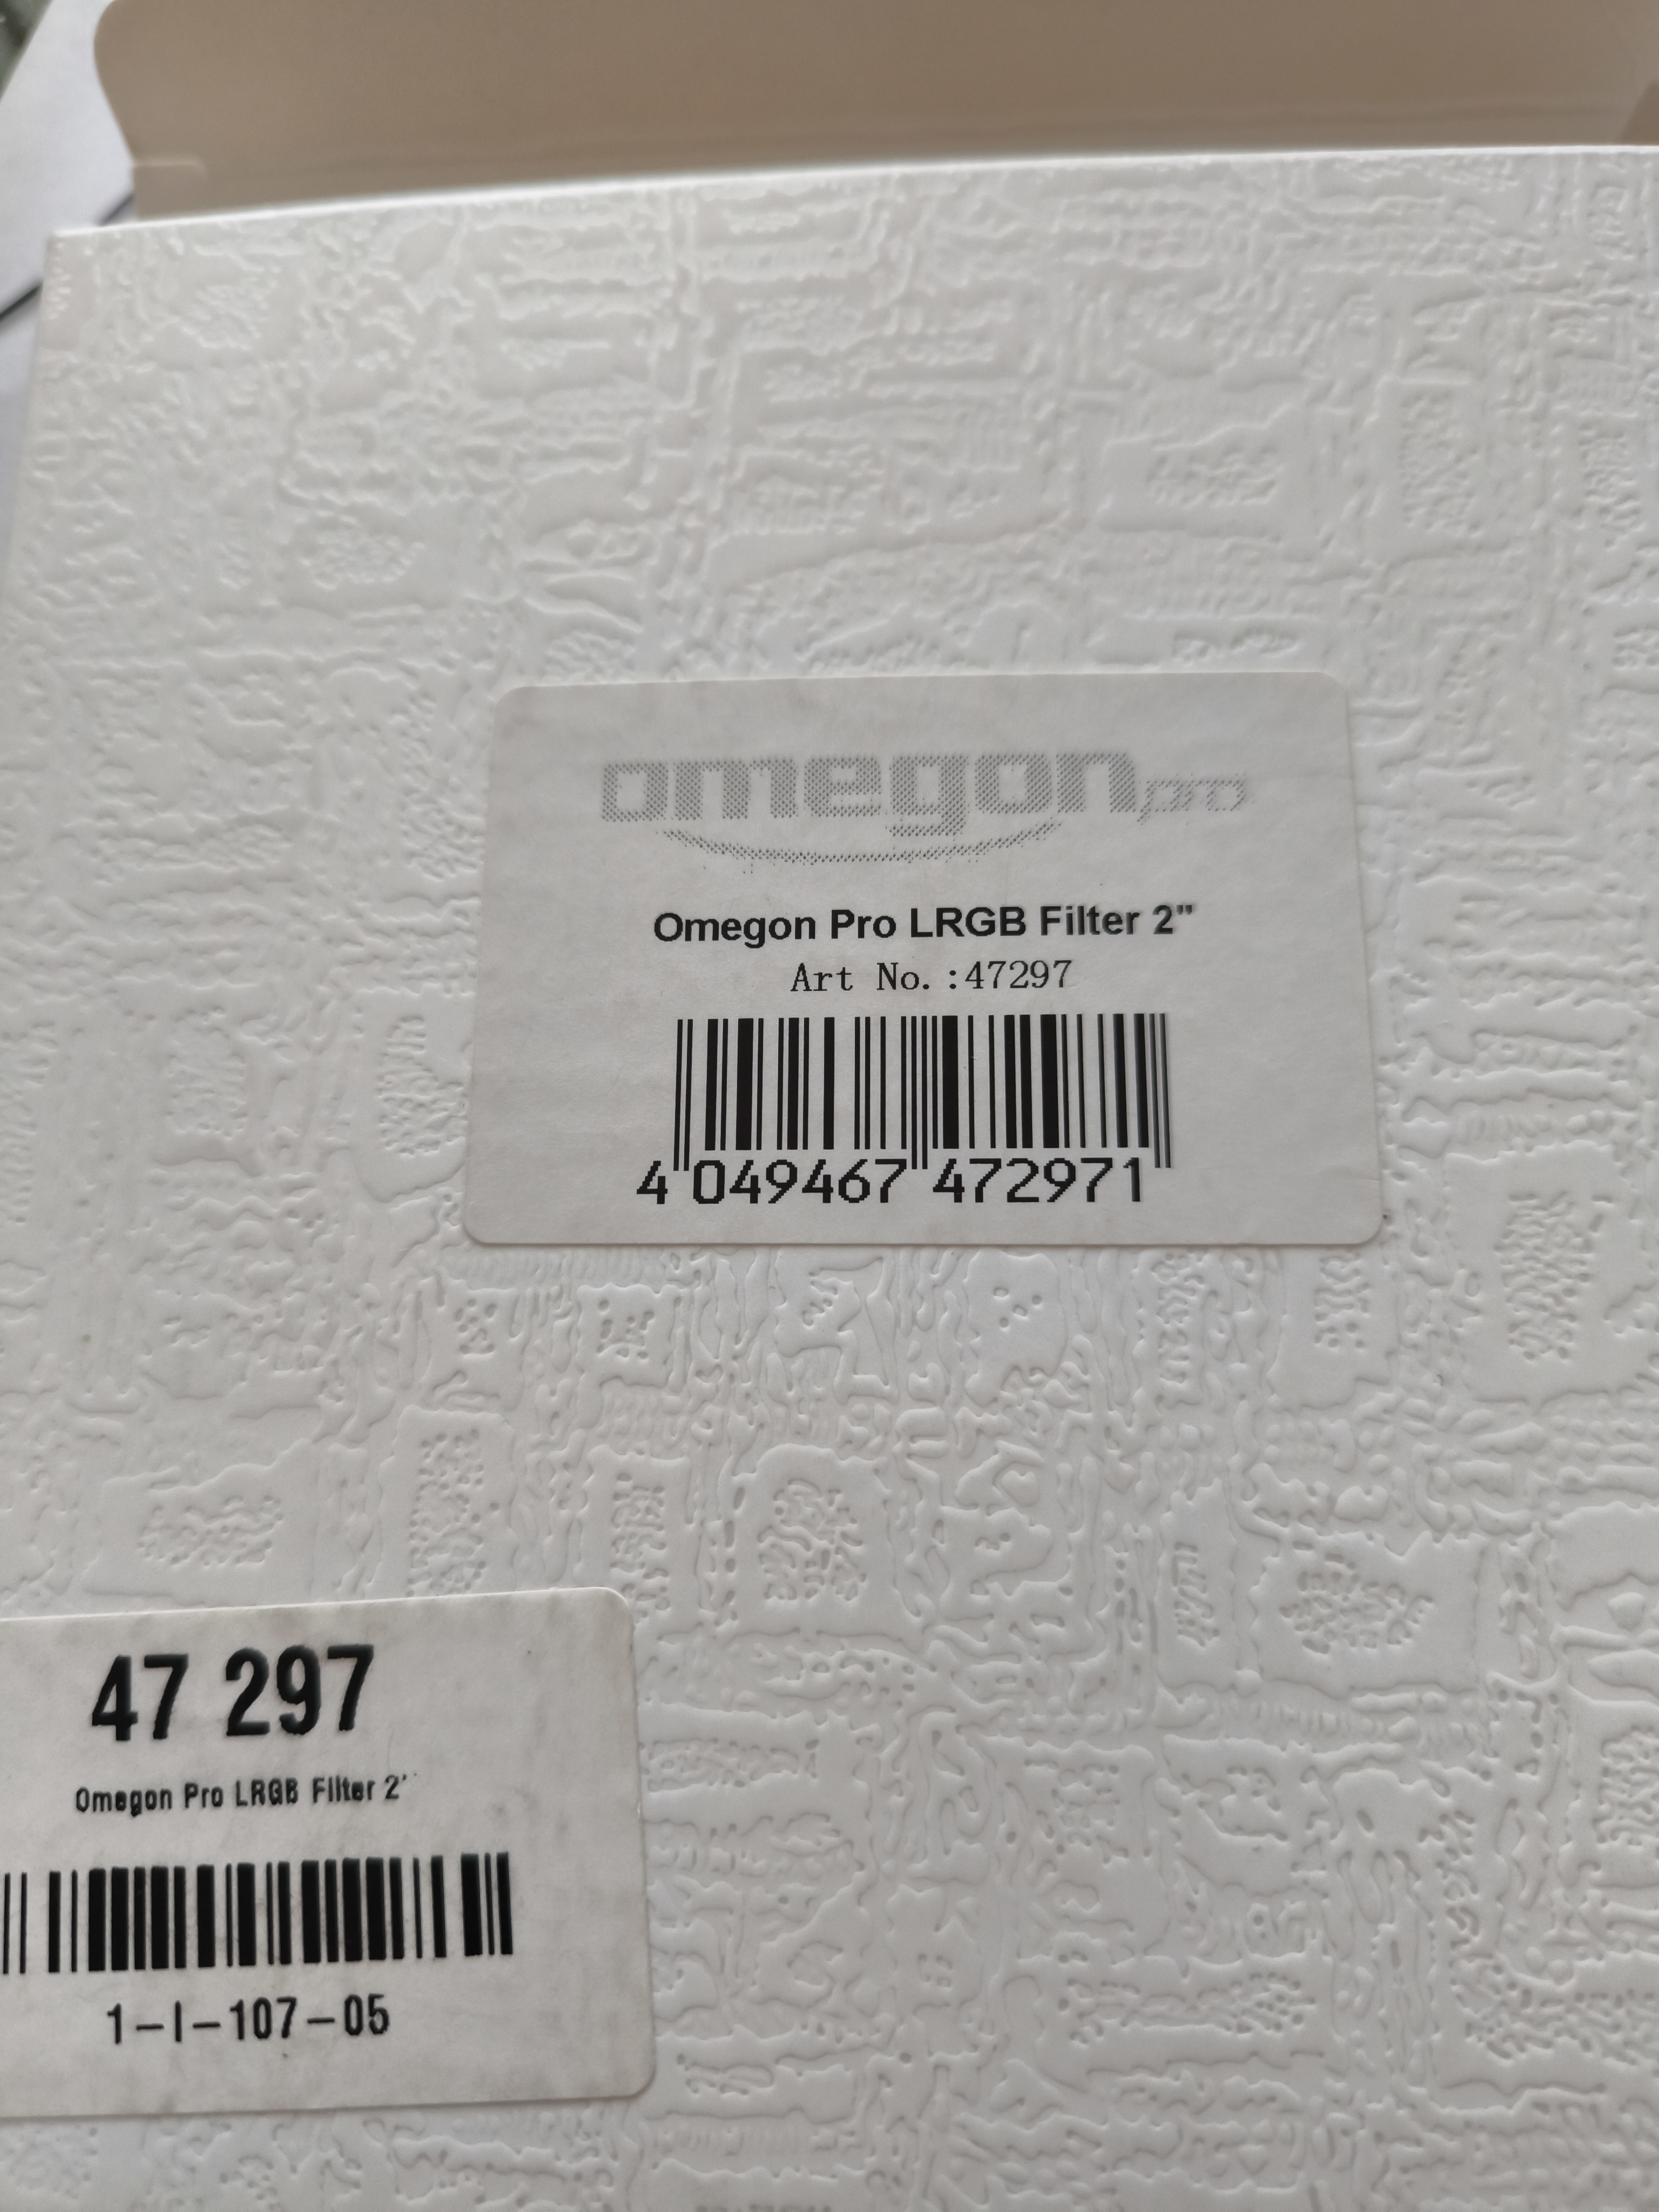 omegon pro
Omegon Pro LRGB Filter 2"
Art No.:47297
4 049467 472971
47 297
Omegon Pro LRGB Filter 2''
1-I-107-05